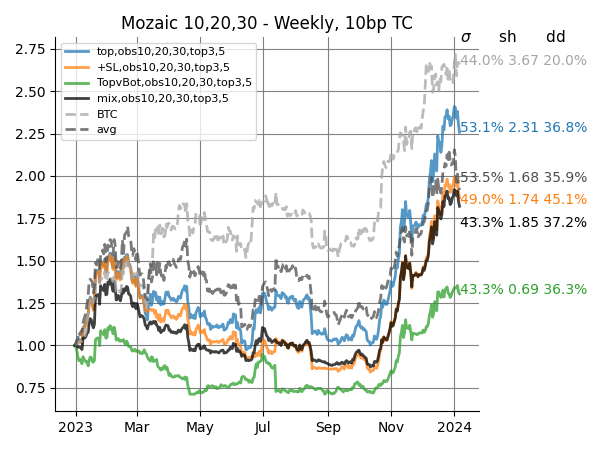 Mozaic 10,20,30 - Weekly, 10bp TC
σ sh dd
top,obs10,20,30,top3,5
+SL,obs10,20,30,top3,5
TopvBot,obs10,20,30,top3,5
mix,obs10,20,30,top3,5
BTC
avg
44.0% 3.67 20.0%
53.1% 2.31 36.8%
53.5% 1.68 35.9%
49.0% 1.74 45.1%
43.3% 1.85 37.2%
43.3% 0.69 36.3%
2.75
2.50
2.25
2.00
1.75
1.50
1.25
1.00
0.75
2023 Mar May Jul Sep Nov 2024